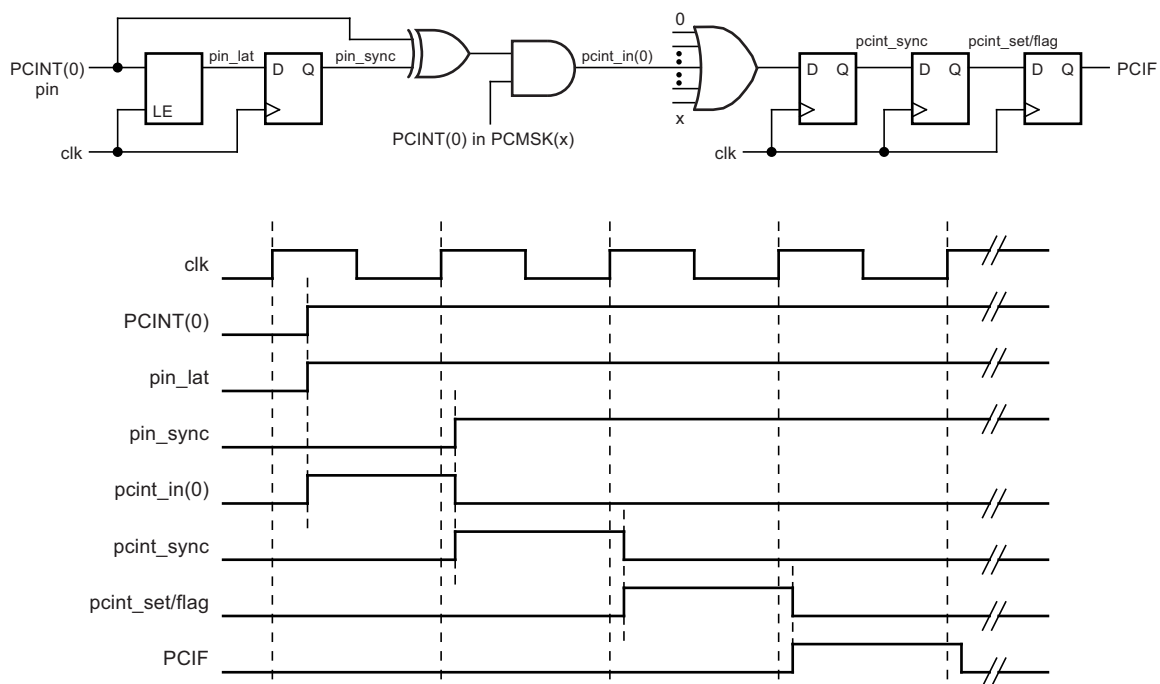 0
pcint_sync
pcint_set/flag
PCINT(0)
pin
pin_lat
D Q
pin_sync
pcint_in(0)
D Q
D Q
D Q
PCIF
LE
x
PCINT(0) in PCMSK(x)
clk
clk
clk
PCINT(0)
pin_lat
pin_sync
pcint_in(0)
pcint_sync
pcint_set/flag
PCIF